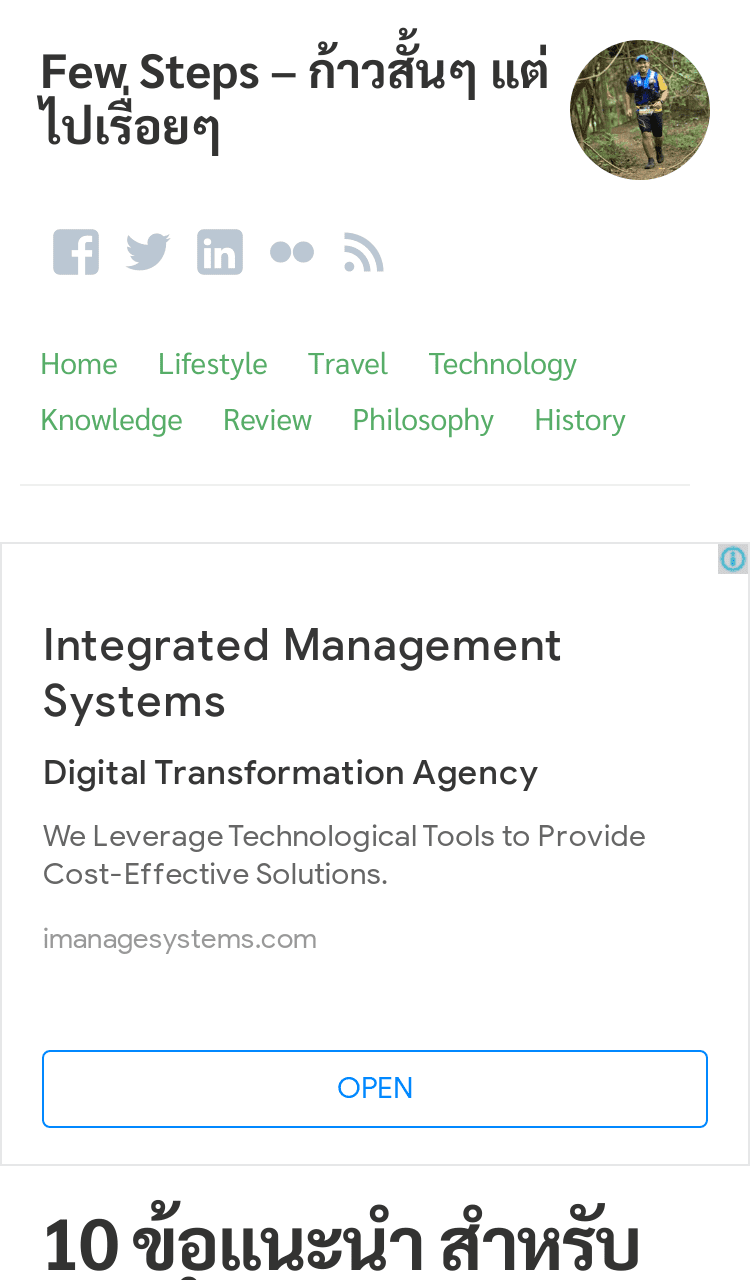 Few Steps – ก้าวสั้นๆ แต่
ไปเรื่อยๆ
Home Lifestyle Travel Technology
Knowledge Review Philosophy History
Integrated Management
Systems
Digital Transformation Agency
We Leverage Technological Tools to Provide
Cost-Effective Solutions.
imanagesystems.com
OPEN
10 ข้อแนะนำ สำหรับ